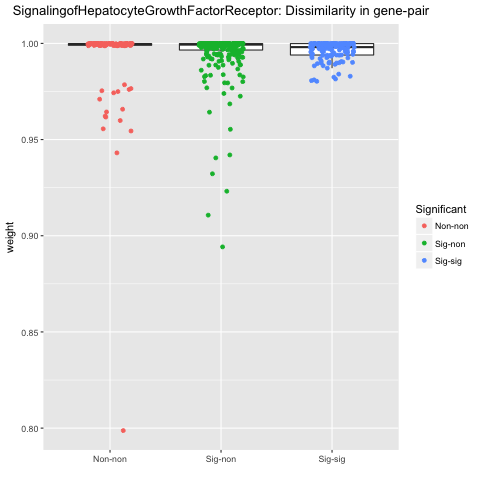 SignalingofHepatocyteGrowthFactorReceptor: Dissimilarity in gene-pair
1.00
0.95
0.90
0.85
0.80
weight
Non-non
Sig-non
Sig-sig
Significant
Non-non
Sig-non
Sig-sig